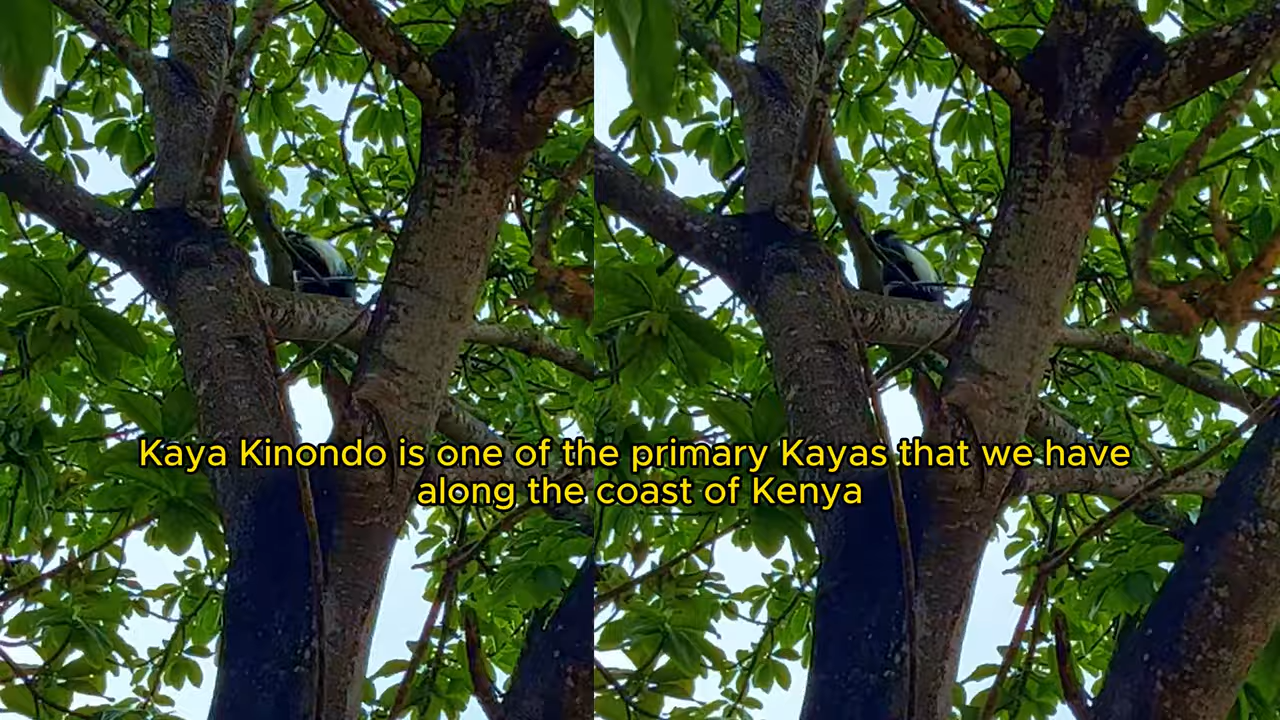 Kaya Kinondo is one of the primary Kayas that we have
along the coast of Kenya